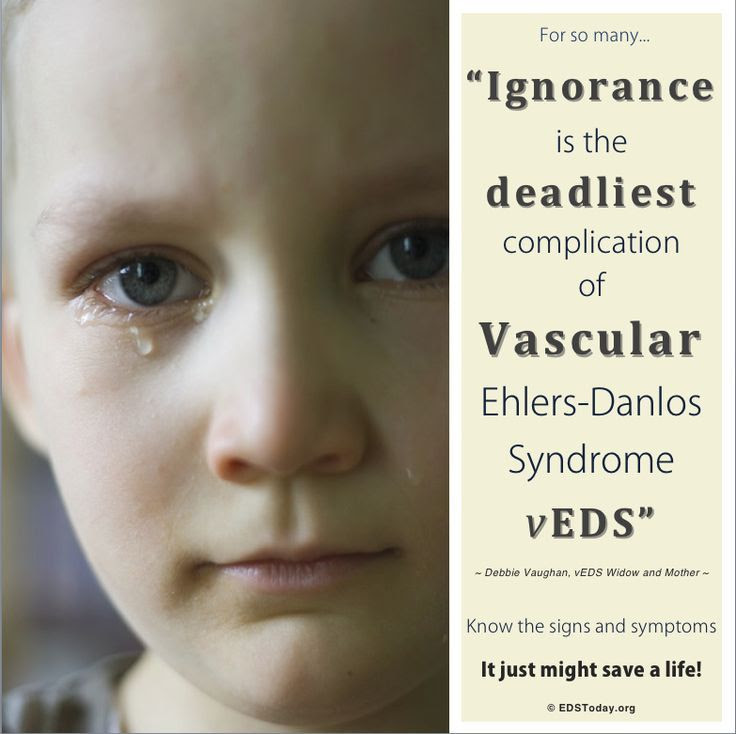 For so many...
“Ignorance
is the
deadliest
complication
of
Vascular
Ehlers-Danlos
Syndrome
vEDS”
~ Debbie Vaughan, vEDS Widow and Mother ~
Know the signs and symptoms
It just might save a life!
© EDSToday.org